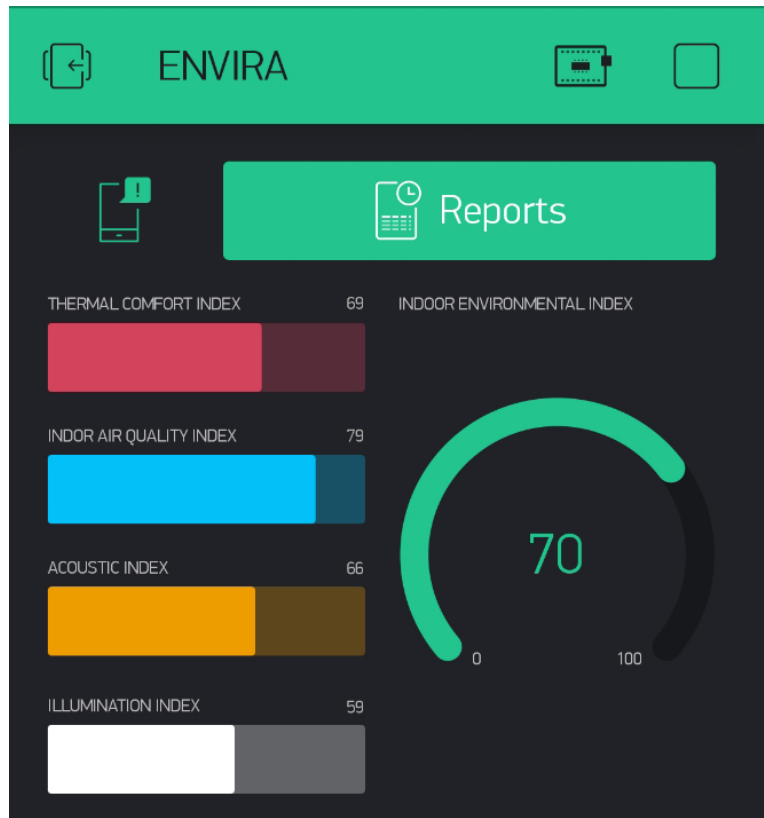 ENVIRA
Reports
THERMAL COMFORT INDEX 69
INDOR AIR QUALITY INDEX 79
ACOUSTIC INDEX 66
ILLUMINATION INDEX 59
INDOOR ENVIRONMENTAL INDEX
70
0 100